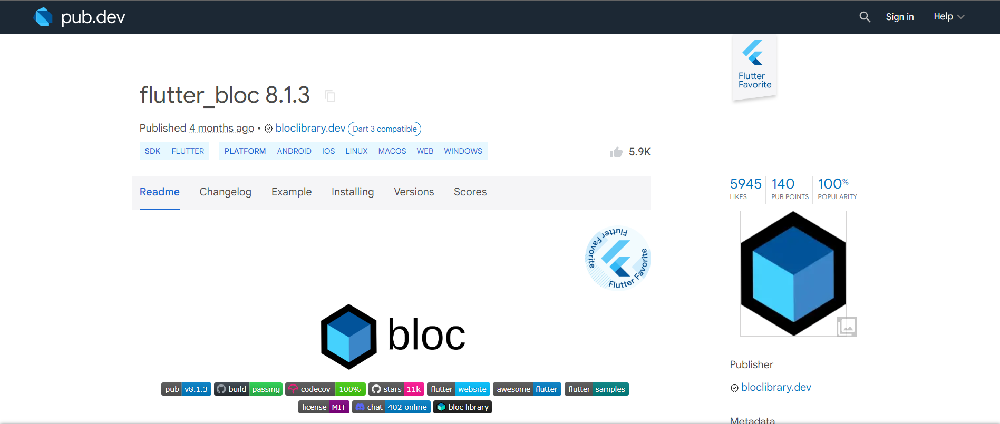 pub.dev
Sign in
Help
Flutter
Favorite
flutter_bloc 8.1.3
Published 4 months ago • bloclibrary.dev Dart 3 compatible
SDK FLUTTER PLATFORM ANDROID IOS LINUX MACOS WEB WINDOWS
5.9K
Readme Changelog Example Installing Versions Scores
5945 140 100%
LIKES PUB POINTS POPULARITY
Flutter Favorite
Flutter Favorite
bloc
pub v8.1.3 build passing codecov 100% stars 11k flutter website awesome flutter flutter samples
license MIT chat 402 online bloc library
Publisher
bloclibrary.dev
Metadata